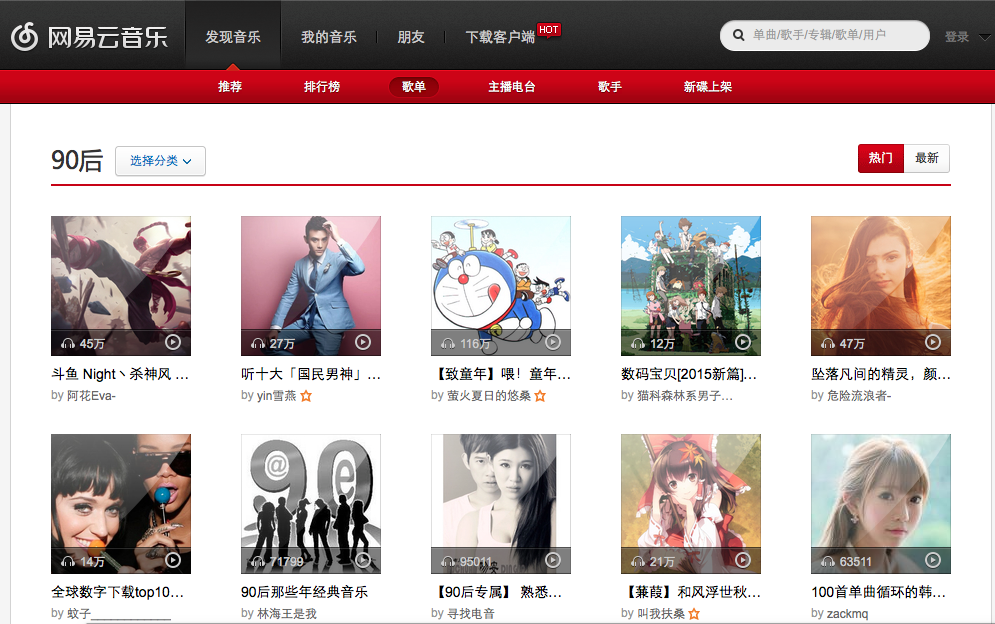 网易云音乐
发现音乐
我的音乐
朋友
下载客户端
HOT
单曲/歌手/专辑/歌单/用户
登录
推荐
排行榜
歌单
主播电台
歌手
新碟上架
90后
选择分类
热门
最新
45万
27万
116万
12万
47万
斗鱼 Night丶杀神风 ...
听十大「国民男神」...
【致童年】喂！童年...
数码宝贝[2015新篇]...
坠落凡间的精灵，颜...
by 阿花Eva-
by yin雪燕
by 萤火夏日的悠桑
by 猫科森林系男子...
by 危险流浪者-
@
90e
14万
71799
95011
21万
63511
全球数字下载top10...
90后那些年经典音乐
【90后专属】 熟悉...
【蒹葭】和风浮世秋...
100首单曲循环的韩...
by 蚊子____________
by 林海王是我
by 寻找电音
by 叫我扶桑
by zackmq